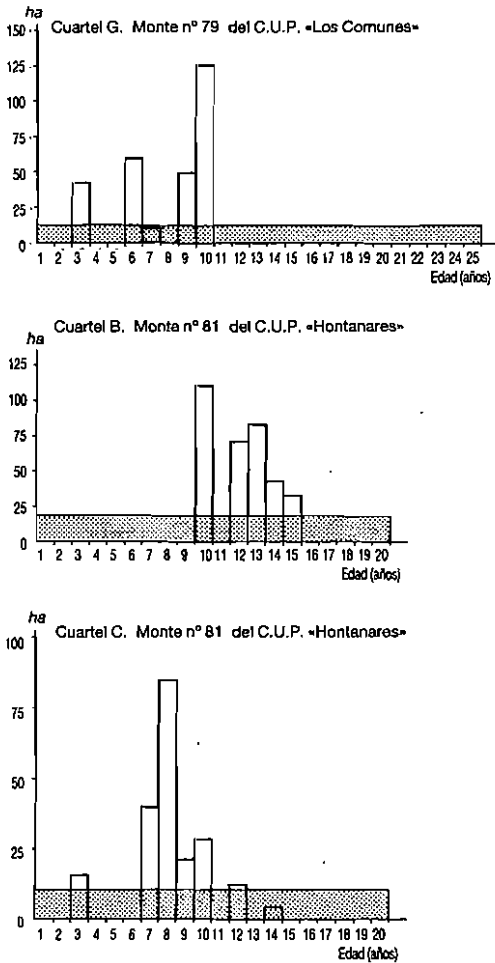 ha
Cuartel G. Monte nº 79 del C.U.P. «Los Comunes»
150
125
100
75
50
25
0
1 2 3 4 5 6 7 8 9 10 11 12 13 14 15 16 17 18 19 20 21 22 23 24 25
Edad (años)
Cuartel B. Monte nº 81 del C.U.P. «Hontanares»
ha
125
100
75
50
25
0
1 2 3 4 5 6 7 8 9 10 11 12 13 14 15 16 17 18 19 20
Edad (años)
ha
Cuartel C. Monte nº 81 del C.U.P. «Hontanares»
100
75
50
25
0
1 2 3 4 5 6 7 8 9 10 11 12 13 14 15 16 17 18 19 20
Edad (años)